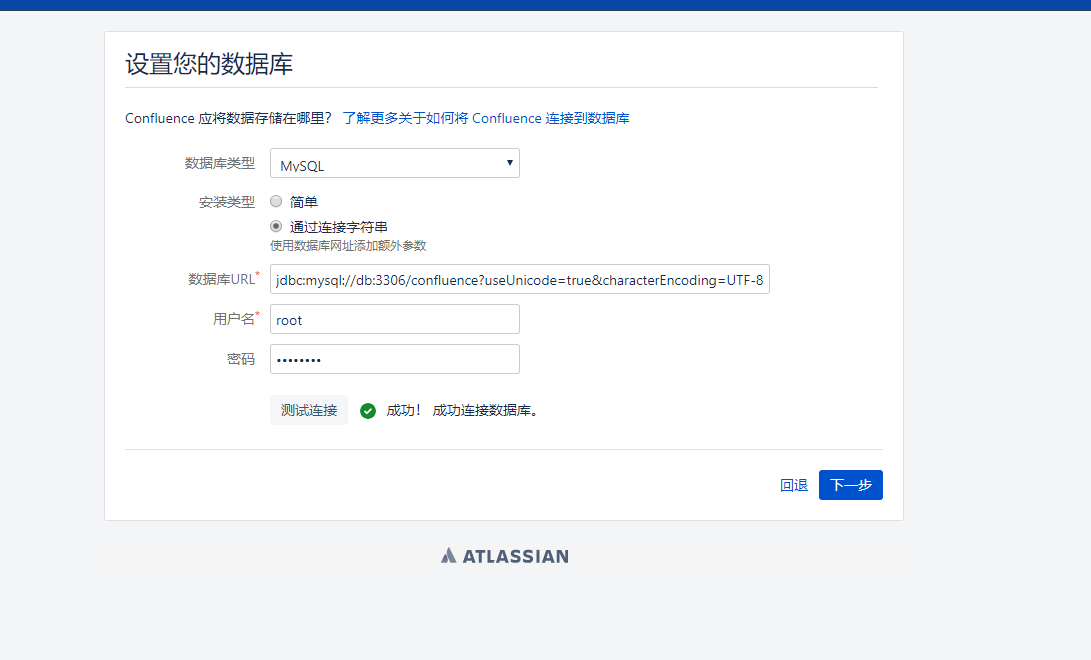 设置您的数据库
Confluence 应将数据存储在哪里? 了解更多关于如何将 Confluence 连接到数据库
数据库类型 MySQL
安装类型 简单
通过连接字符串
使用数据库网址添加额外参数
数据库URL* jdbc:mysql://db:3306/confluence?useUnicode=true&characterEncoding=UTF-8
用户名* root
密码 ••••••••
测试连接 成功! 成功连接数据库。
回退 下一步
ATLASSIAN